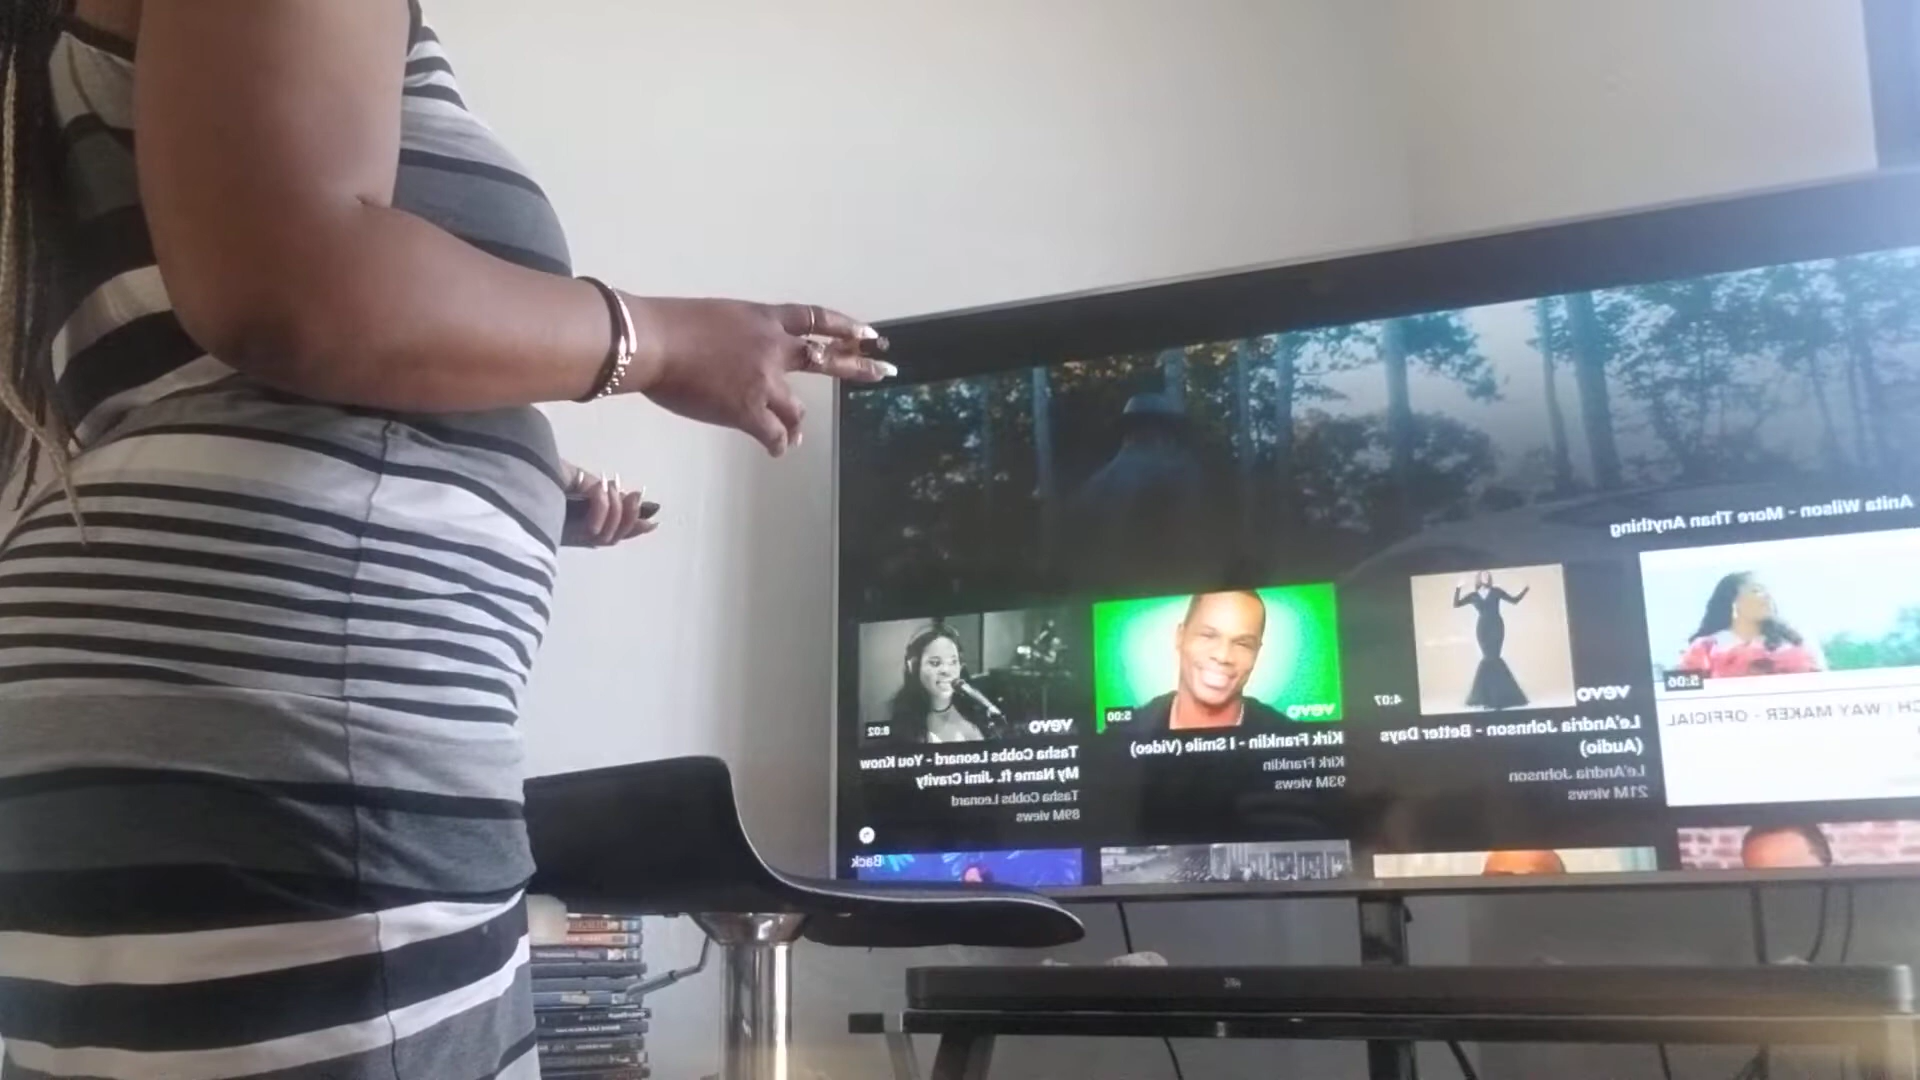 Anita Wilson - More Than Anything
5:06
CH | WAY MAKER - OFFICIAL
vevo
4:07
Le'Andria Johnson - Better Days
(Audio)
Le'Andria Johnson
21M views
vevo
5:00
Kirk Franklin - I Smile (Video)
Kirk Franklin
93M views
vevo
8:02
Tasha Cobbs Leonard - You Know
My Name ft. Jimi Cravity
Tasha Cobbs Leonard
89M views
Back